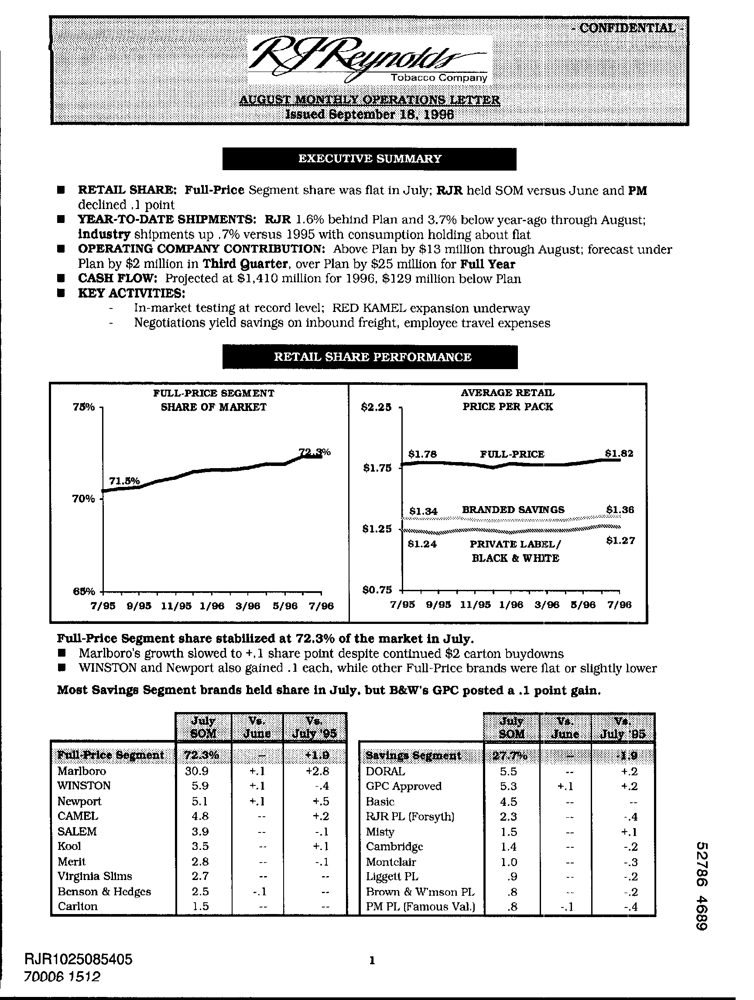 - CONFIDENTIAL -
RJReynolds
Tobacco Company
AUGUST MONTHLY OPERATIONS LETTER
Issued September 18, 1996
EXECUTIVE SUMMARY
■ RETAIL SHARE: Full-Price Segment share was flat in July; RJR held SOM versus June and PM
declined .1 point
■ YEAR-TO-DATE SHIPMENTS: RJR 1.6% behind Plan and 3.7% below year-ago through August;
Industry shipments up .7% versus 1995 with consumption holding about flat
■ OPERATING COMPANY CONTRIBUTION: Above Plan by $13 million through August; forecast under
Plan by $2 million in Third Quarter, over Plan by $25 million for Full Year
■ CASH FLOW: Projected at $1,410 million for 1996, $129 million below Plan
■ KEY ACTIVITIES:
- In-market testing at record level; RED KAMEL expansion underway
- Negotiations yield savings on inbound freight, employee travel expenses
RETAIL SHARE PERFORMANCE
FULL-PRICE SEGMENT
SHARE OF MARKET
75%
72.3%
71.5%
70%
65%
7/95 9/95 11/95 1/96 3/96 5/96 7/96
AVERAGE RETAIL
PRICE PER PACK
$2.25
$1.78 FULL-PRICE $1.82
$1.75
$1.34 BRANDED SAVINGS $1.36
$1.25
$1.24 PRIVATE LABEL/ $1.27
BLACK & WHITE
$0.75
7/95 9/95 11/95 1/96 3/96 5/96 7/96
Full-Price Segment share stabilized at 72.3% of the market in July.
■ Marlboro's growth slowed to +.1 share point despite continued $2 carton buydowns
■ WINSTON and Newport also gained .1 each, while other Full-Price brands were flat or slightly lower
Most Savings Segment brands held share in July, but B&W's GPC posted a .1 point gain.
July Vs. Vs.
SOM June July '95
Full-Price Segment 72.3% -- +1.9
Marlboro 30.9 +.1 +2.8
WINSTON 5.9 +.1 -.4
Newport 5.1 +.1 +.5
CAMEL 4.8 -- +.2
SALEM 3.9 -- -.1
Kool 3.5 -- +.1
Merit 2.8 -- -.1
Virginia Slims 2.7 -- --
Benson & Hedges 2.5 -.1 --
Carlton 1.5 -- --
July Vs. Vs.
SOM June July '95
Savings Segment 27.7% -- -1.9
DORAL 5.5 -- +.2
GPC Approved 5.3 +.1 +.2
Basic 4.5 -- --
RJR PL (Forsyth) 2.3 -- -.4
Misty 1.5 -- +.1
Cambridge 1.4 -- -.2
Montclair 1.0 -- -.3
Liggett PL .9 -- -.2
Brown & W'mson PL .8 -- -.2
PM PL (Famous Val.) .8 -.1 -.4
52786 4689
RJR1025085405
1
70006 1512